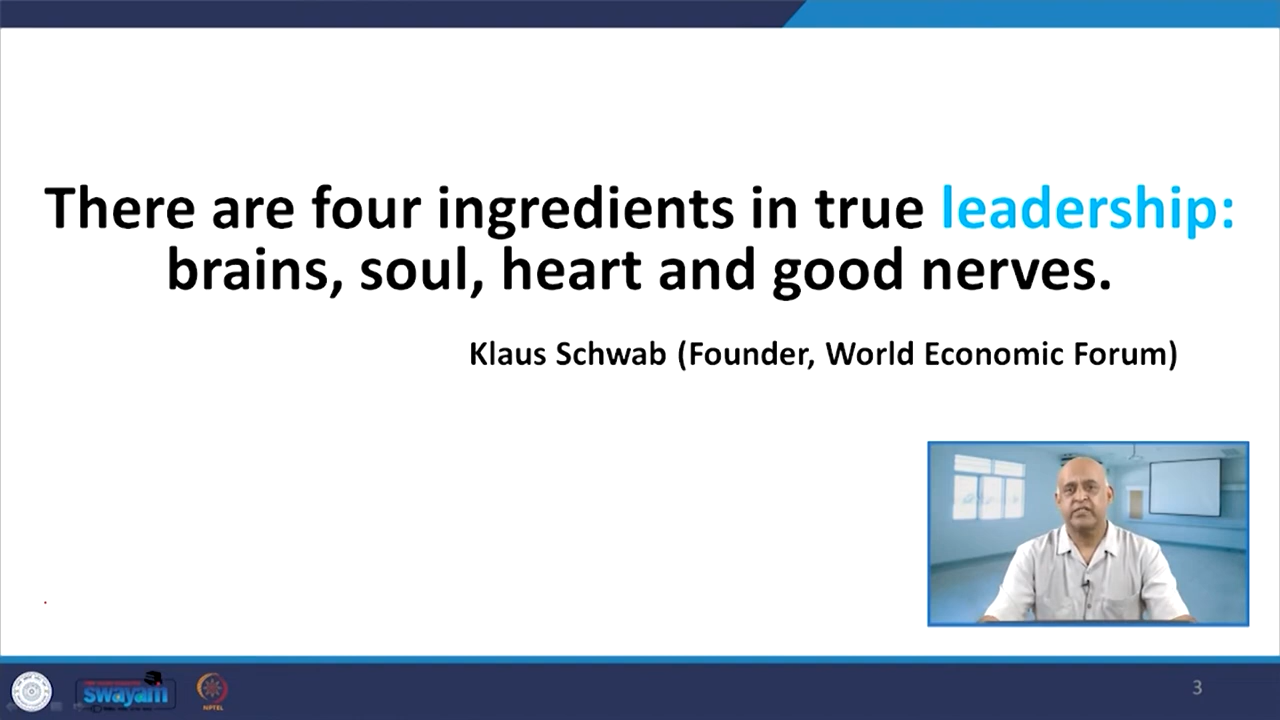 There are four ingredients in true leadership:
brains, soul, heart and good nerves.
Klaus Schwab (Founder, World Economic Forum)
swayam
NPTEL
3